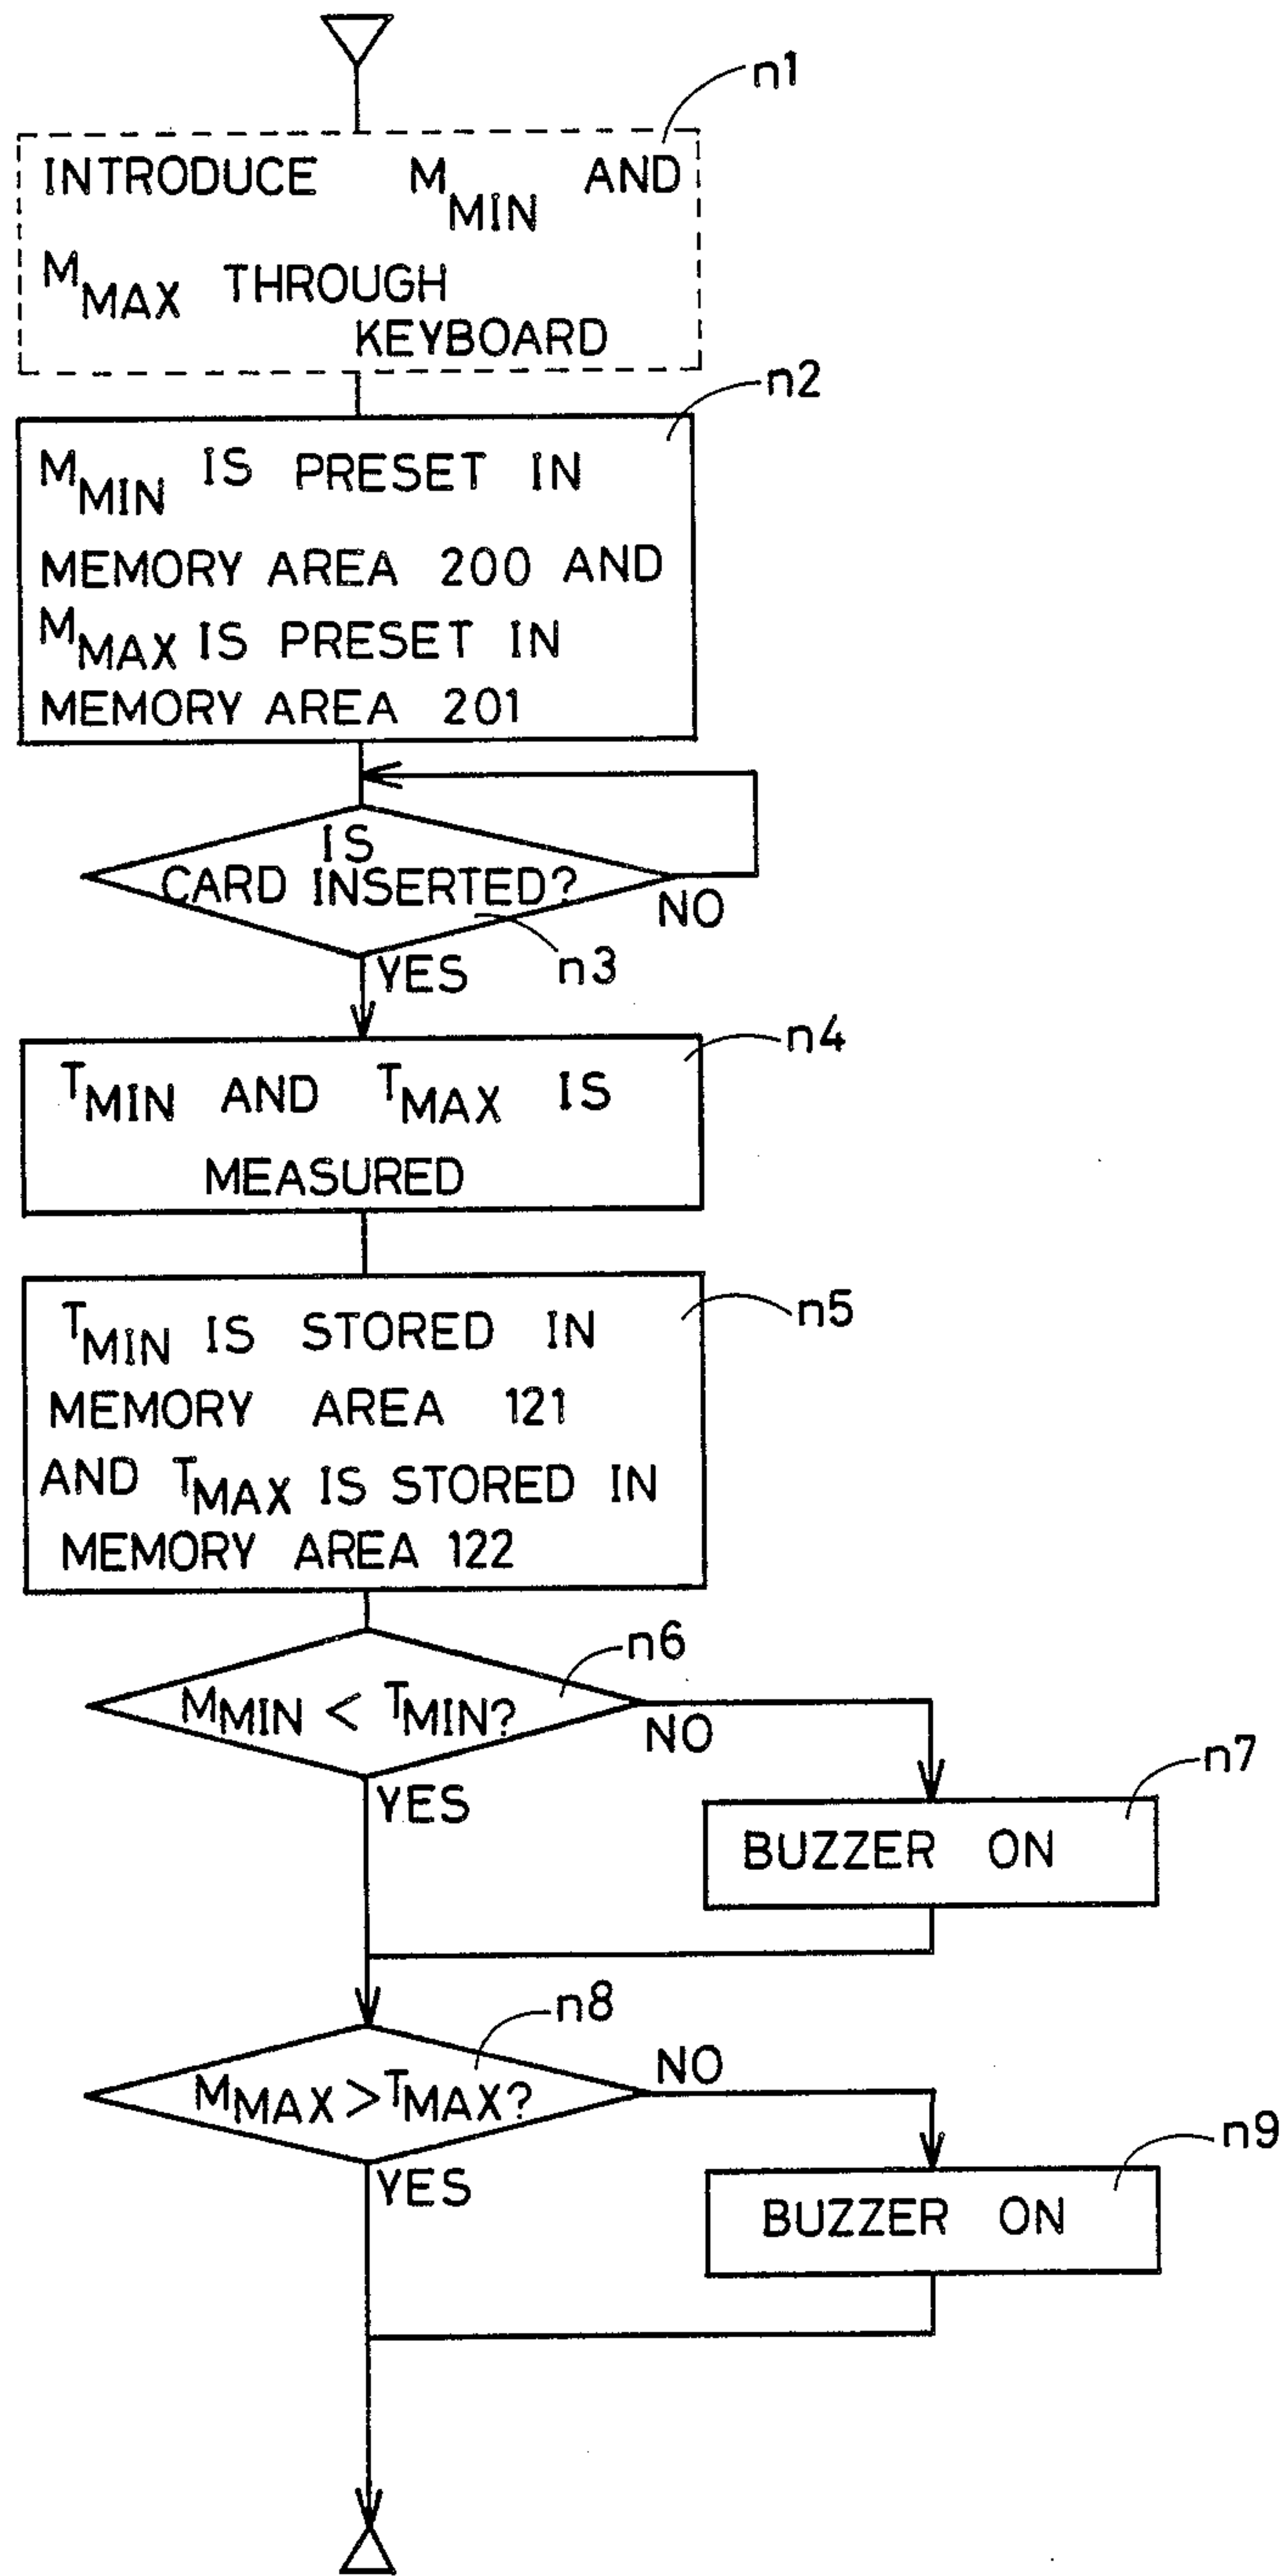 n1
INTRODUCE M_MIN AND
M_MAX THROUGH
KEYBOARD
n2
M_MIN IS PRESET IN
MEMORY AREA 200 AND
M_MAX IS PRESET IN
MEMORY AREA 201
IS
CARD INSERTED?
NO
n3
YES
n4
T_MIN AND T_MAX IS
MEASURED
n5
T_MIN IS STORED IN
MEMORY AREA 121
AND T_MAX IS STORED IN
MEMORY AREA 122
n6
M_MIN < T_MIN?
NO
YES
n7
BUZZER ON
n8
M_MAX > T_MAX?
NO
YES
n9
BUZZER ON